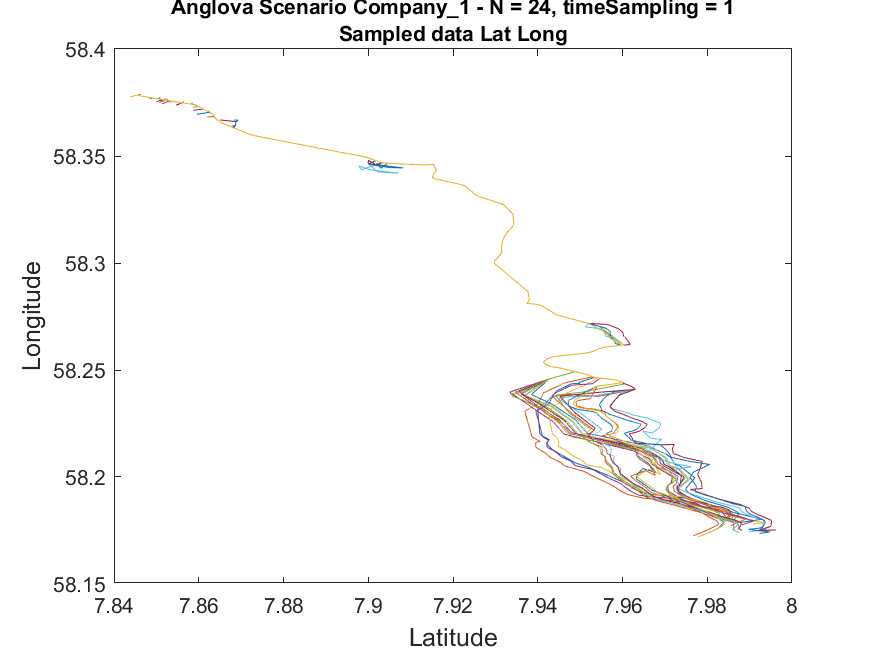 Anglova Scenario Company_1 - N = 24, timeSampling = 1
Sampled data Lat Long
58.4
58.35
58.3
58.25
58.2
58.15
Longitude
7.84 7.86 7.88 7.9 7.92 7.94 7.96 7.98 8
Latitude